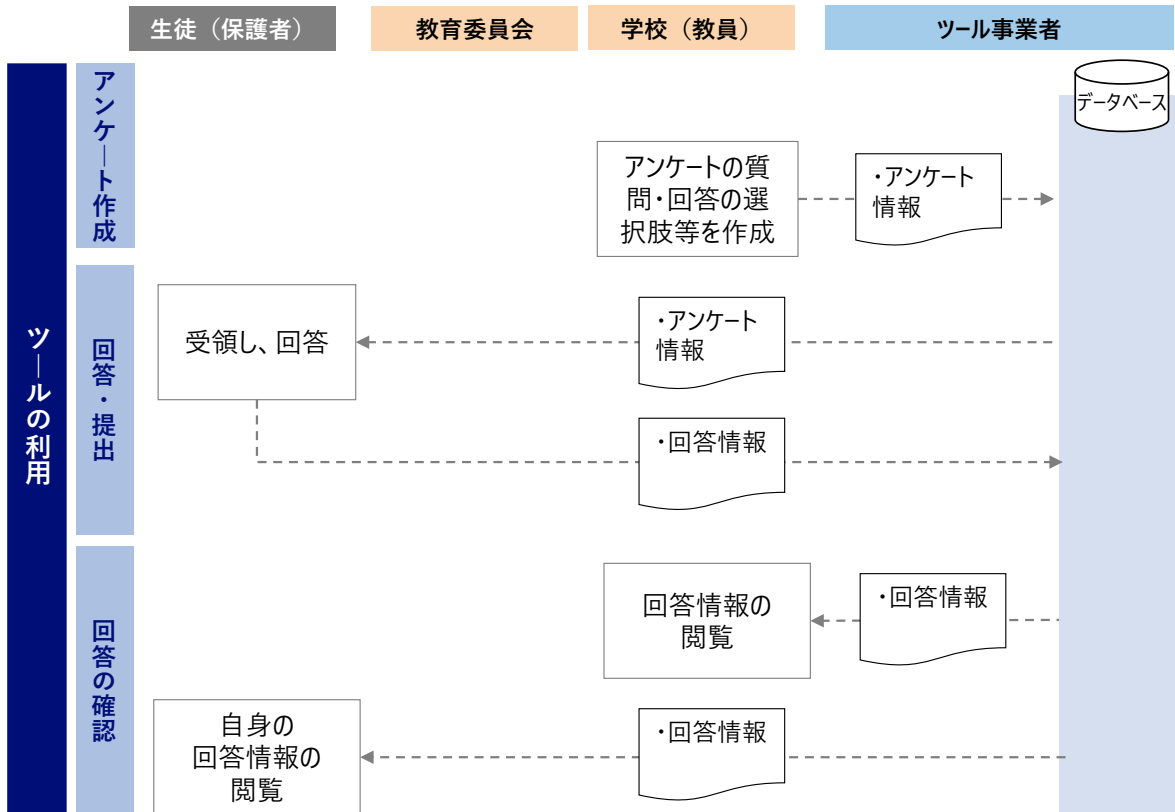 生徒（保護者）
教育委員会
学校（教員）
ツール事業者
データベース
ツールの利用
アンケート作成
アンケートの質
問・回答の選
択肢等を作成
・アンケート
情報
回答・提出
受領し、回答
・アンケート
情報
・回答情報
回答の確認
回答情報の
閲覧
・回答情報
自身の
回答情報の
閲覧
・回答情報